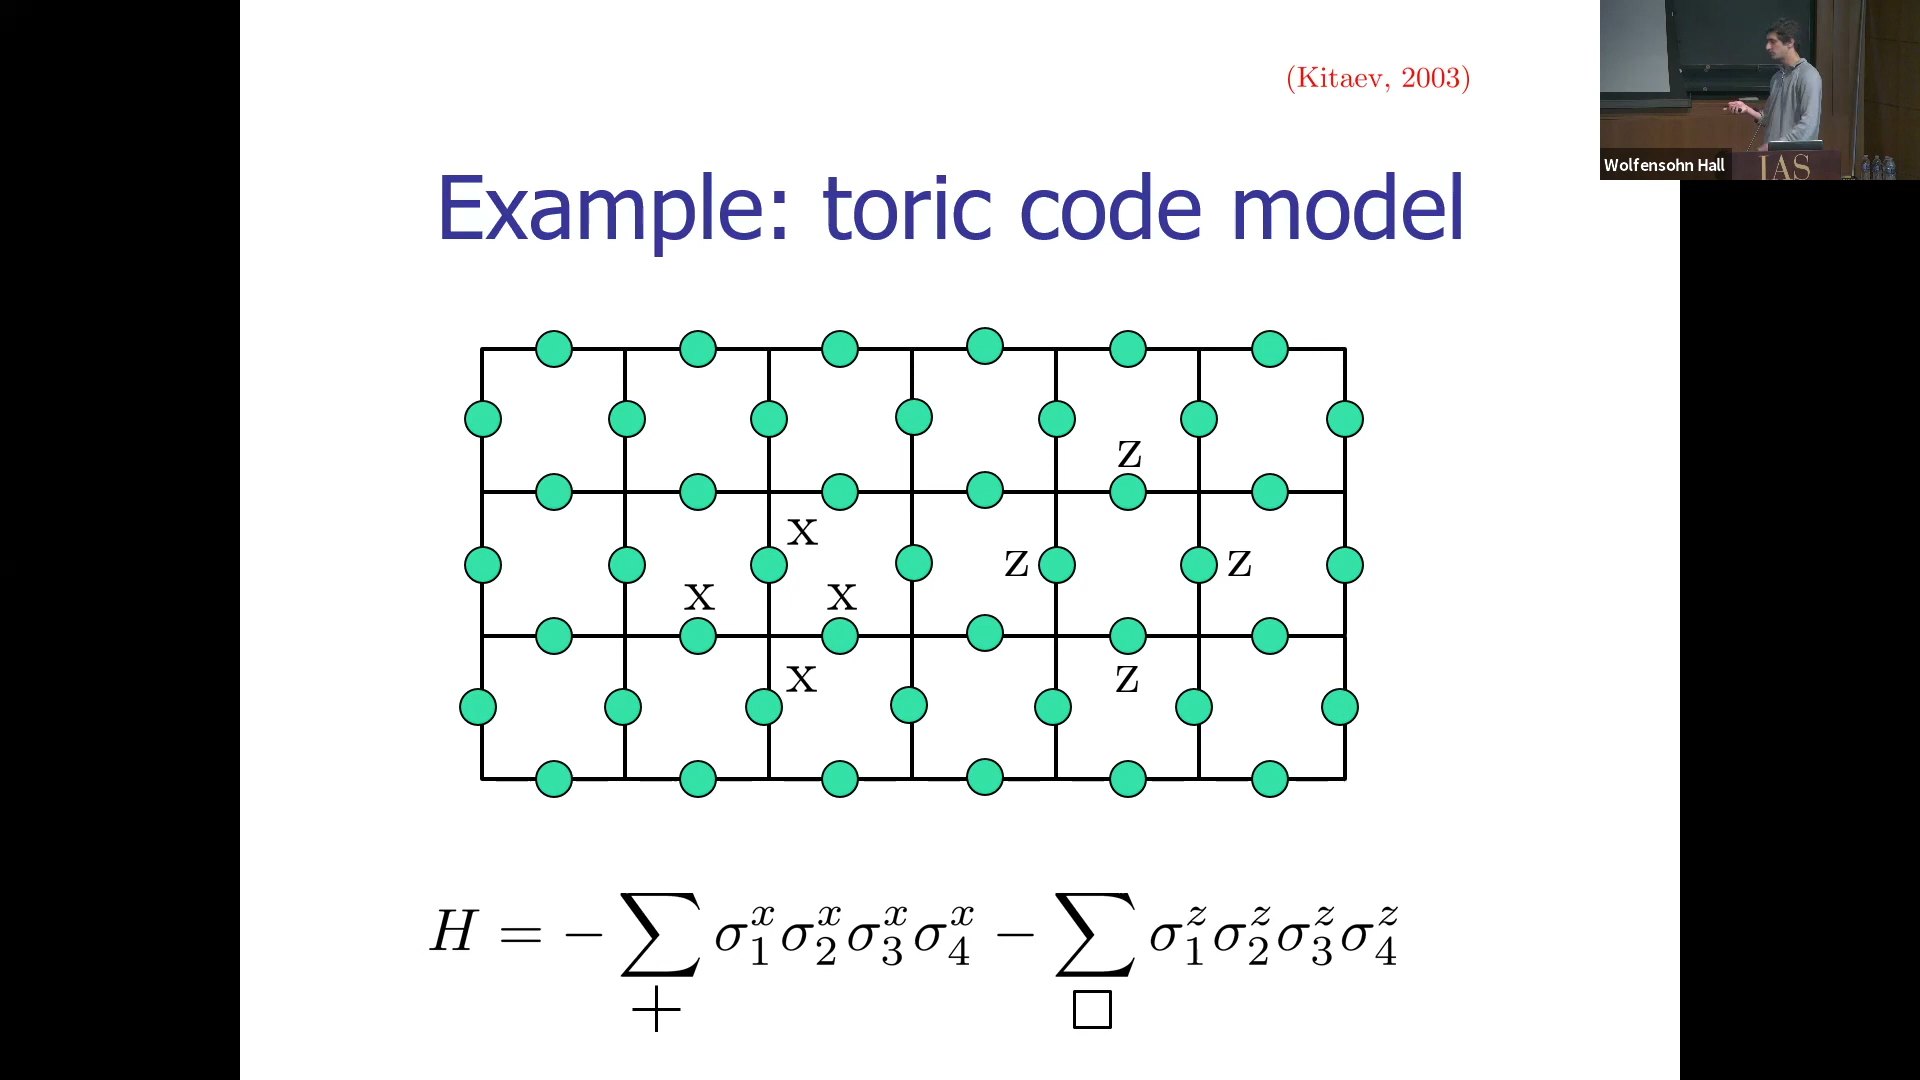 (Kitaev, 2003)
Wolfensohn Hall
IAS
Example: toric code model
z
x
z z
x x
x z
H = − ∑₊ σ₁ˣσ₂ˣσ₃ˣσ₄ˣ − ∑□ σ₁ᶻσ₂ᶻσ₃ᶻσ₄ᶻ